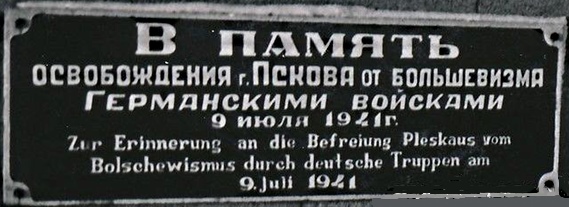 В ПАМЯТЬ
ОСВОБОЖДЕНИЯ г. ПСКОВА ОТ БОЛЬШЕВИЗМА
ГЕРМАНСКИМИ ВОЙСКАМИ
9 ИЮЛЯ 1941г.
Zur Erinnerung an die Befreiung Pleskaus vom
Bolschewismus durch deutsche Truppen am
9. Juli 1941